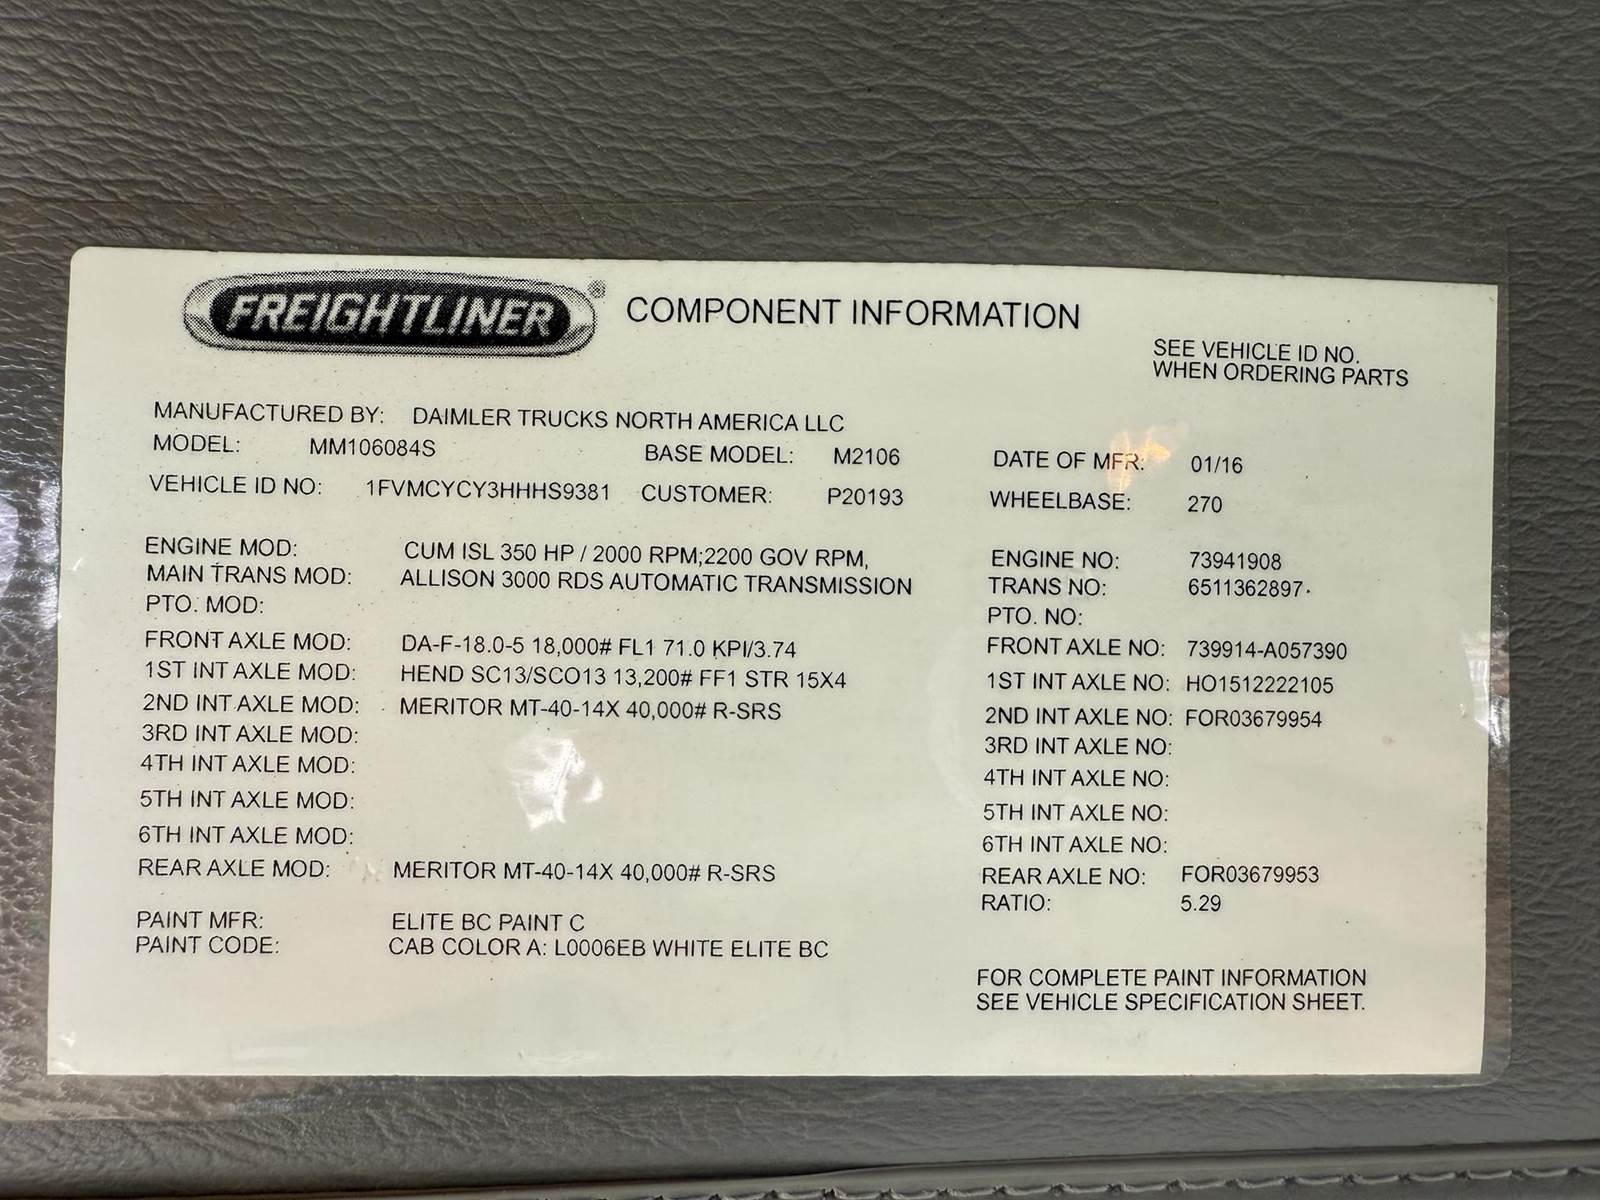 FREIGHTLINER® COMPONENT INFORMATION
SEE VEHICLE ID NO.
WHEN ORDERING PARTS
MANUFACTURED BY: DAIMLER TRUCKS NORTH AMERICA LLC
MODEL: MM106084S BASE MODEL: M2106 DATE OF MFR: 01/16
VEHICLE ID NO: 1FVMCYCY3HHHS9381 CUSTOMER: P20193 WHEELBASE: 270
ENGINE MOD: CUM ISL 350 HP / 2000 RPM;2200 GOV RPM, ENGINE NO: 73941908
MAIN TRANS MOD: ALLISON 3000 RDS AUTOMATIC TRANSMISSION TRANS NO: 6511362897
PTO. MOD: PTO. NO:
FRONT AXLE MOD: DA-F-18.0-5 18,000# FL1 71.0 KPI/3.74 FRONT AXLE NO: 739914-A057390
1ST INT AXLE MOD: HEND SC13/SCO13 13,200# FF1 STR 15X4 1ST INT AXLE NO: HO1512222105
2ND INT AXLE MOD: MERITOR MT-40-14X 40,000# R-SRS 2ND INT AXLE NO: FOR03679954
3RD INT AXLE MOD: 3RD INT AXLE NO:
4TH INT AXLE MOD: 4TH INT AXLE NO:
5TH INT AXLE MOD: 5TH INT AXLE NO:
6TH INT AXLE MOD: 6TH INT AXLE NO:
REAR AXLE MOD: MERITOR MT-40-14X 40,000# R-SRS REAR AXLE NO: FOR03679953
RATIO: 5.29
PAINT MFR: ELITE BC PAINT C
PAINT CODE: CAB COLOR A: L0006EB WHITE ELITE BC
FOR COMPLETE PAINT INFORMATION
SEE VEHICLE SPECIFICATION SHEET.